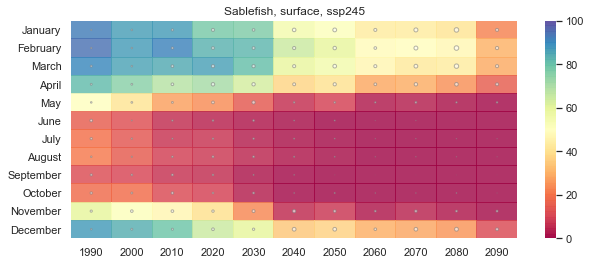 Sablefish, surface, ssp245
January
February
March
April
May
June
July
August
September
October
November
December
1990 2000 2010 2020 2030 2040 2050 2060 2070 2080 2090
100
80
60
40
20
0